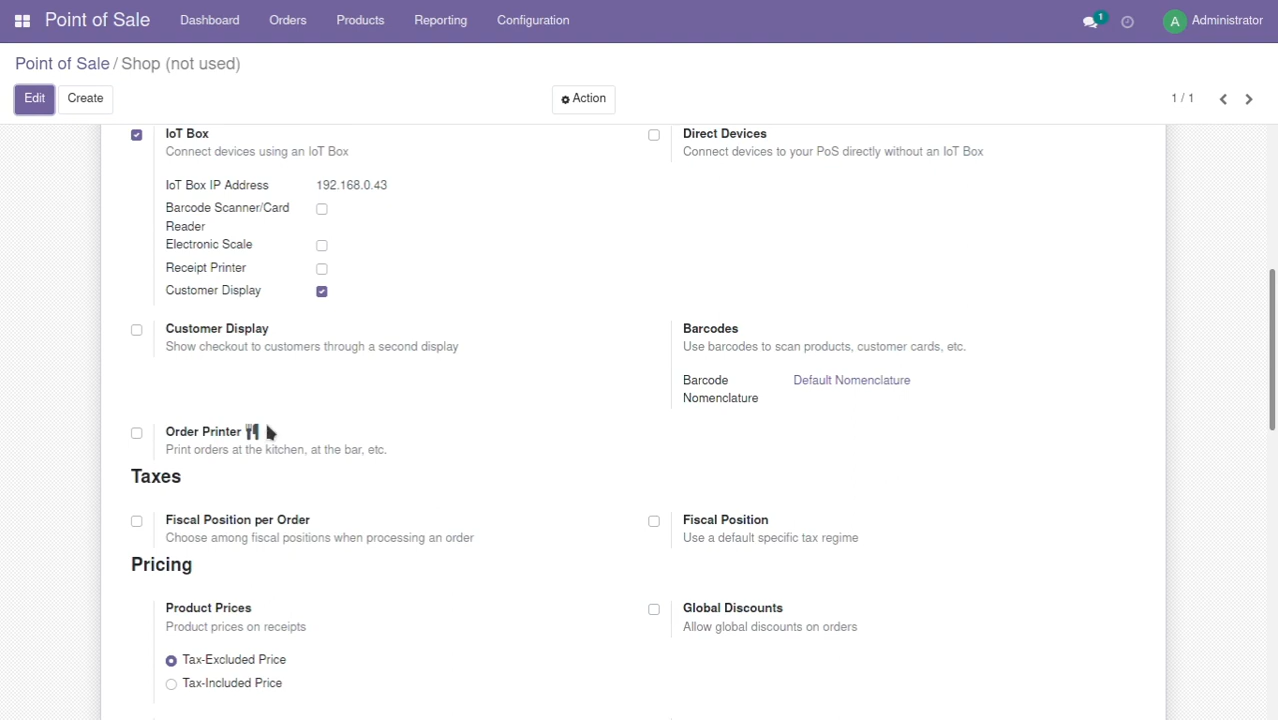 Point of Sale Dashboard Orders Products Reporting Configuration 1 A Administrator
Point of Sale / Shop (not used)
Edit Create Action 1 / 1
IoT Box
Connect devices using an IoT Box
Direct Devices
Connect devices to your PoS directly without an IoT Box
IoT Box IP Address 192.168.0.43
Barcode Scanner/Card
Reader
Electronic Scale
Receipt Printer
Customer Display
Customer Display
Show checkout to customers through a second display
Barcodes
Use barcodes to scan products, customer cards, etc.
Barcode Default Nomenclature
Nomenclature
Order Printer
Print orders at the kitchen, at the bar, etc.
Taxes
Fiscal Position per Order
Choose among fiscal positions when processing an order
Fiscal Position
Use a default specific tax regime
Pricing
Product Prices
Product prices on receipts
Global Discounts
Allow global discounts on orders
Tax-Excluded Price
Tax-Included Price